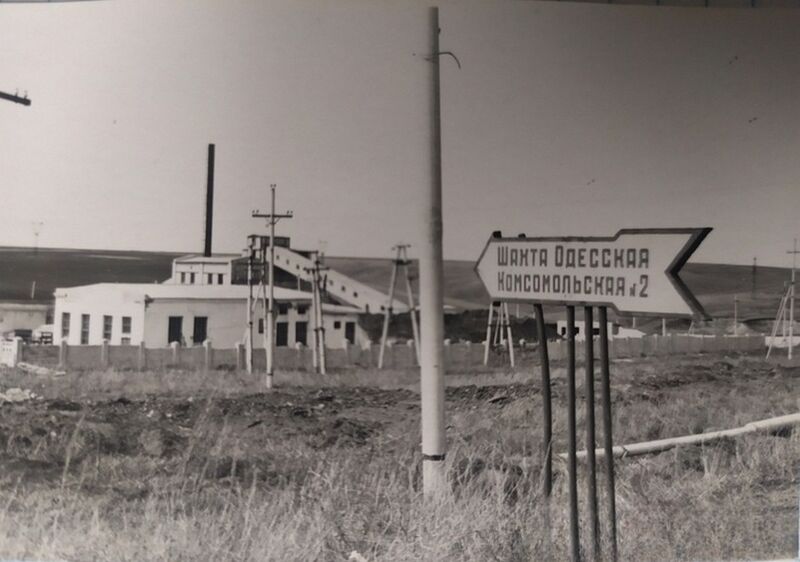 Шахта Одесская
Комсомольская №2